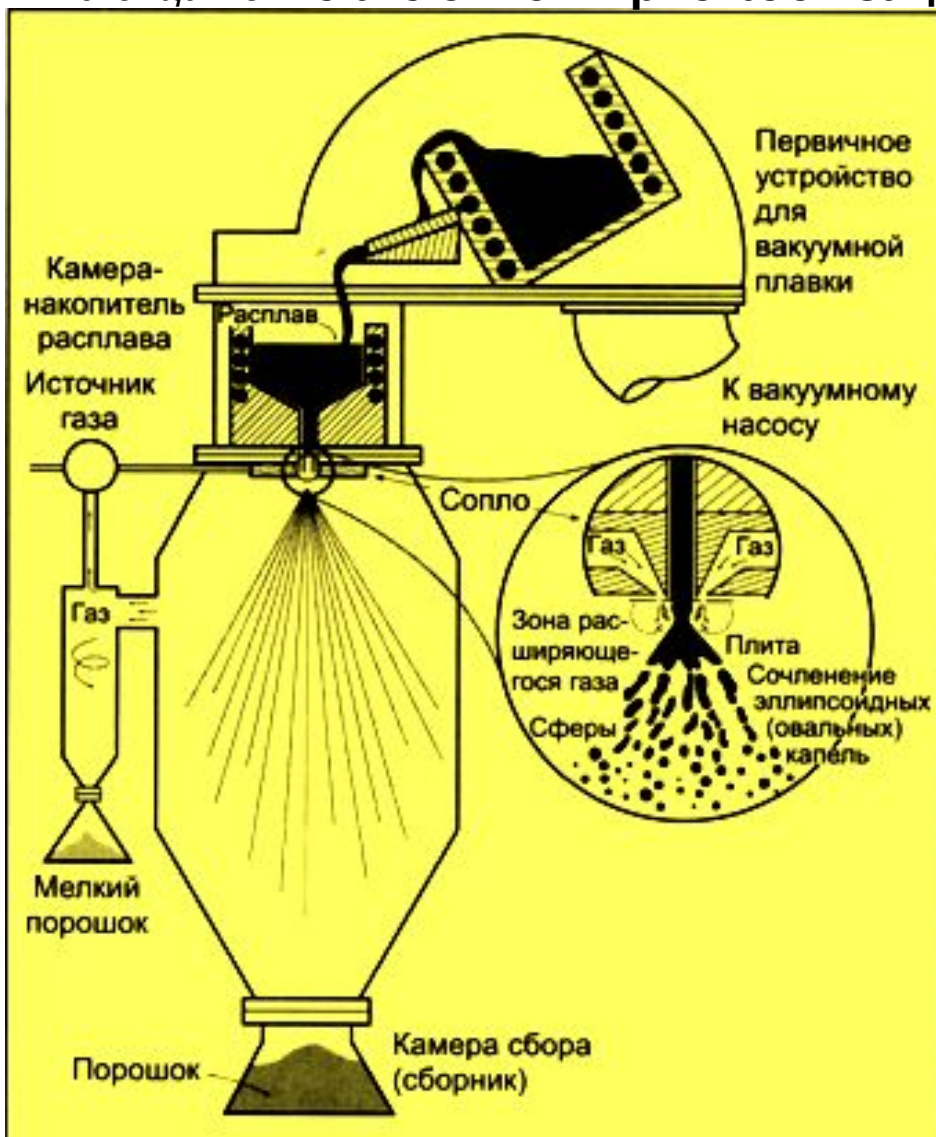 Первичное
устройство
для
вакуумной
плавки
Камера-
накопитель
расплава
Расплав
Источник
газа
К вакуумному
насосу
Сопло
Газ
Газ
Газ
Зона рас-
ширяюще-
гося газа
Плита
Сочленение
эллипсоидных
(овальных)
капель
Сферы
Мелкий
порошок
Порошок
Камера сбора
(сборник)